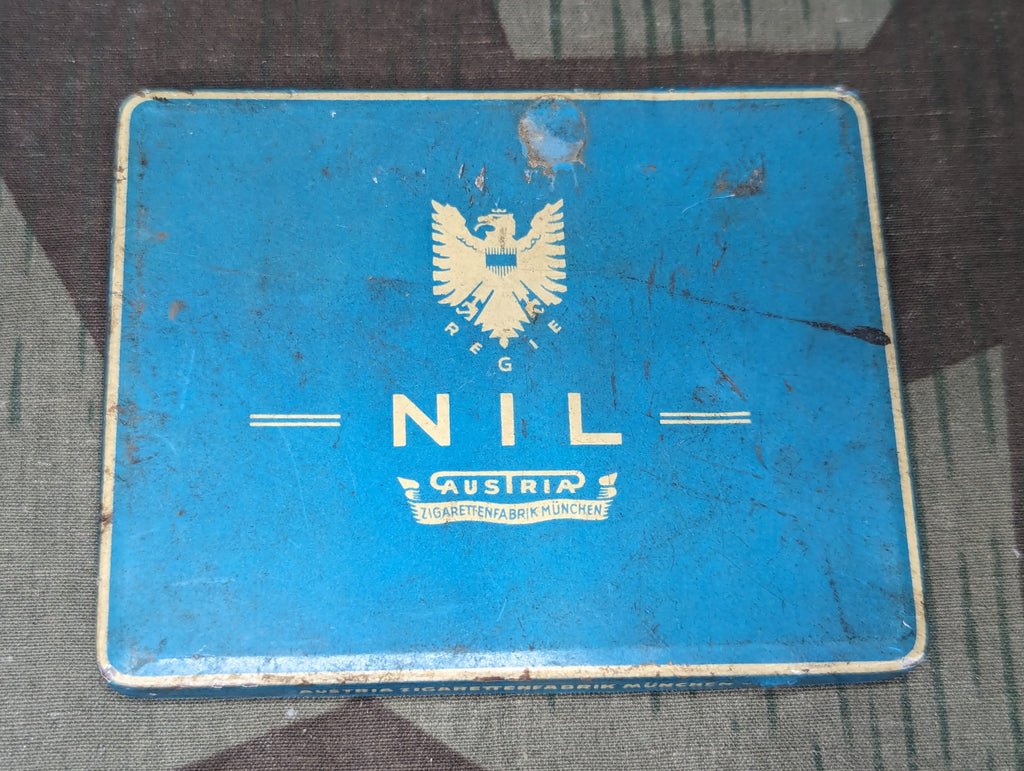 REGIE
NIL
AUSTRIA
ZIGARETTENFABRIK MÜNCHEN
AUSTRIA ZIGARETTENFABRIK MÜNCHEN